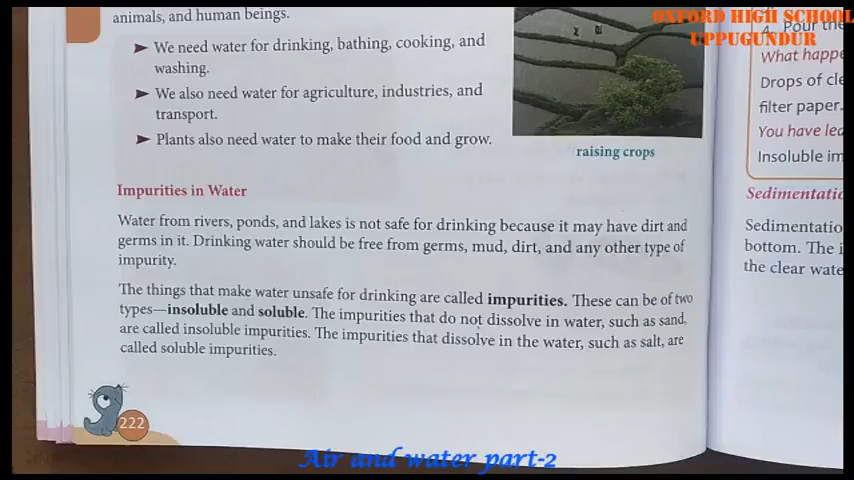 animals, and human beings.
➤ We need water for drinking, bathing, cooking, and
washing.
➤ We also need water for agriculture, industries, and
transport.
➤ Plants also need water to make their food and grow.
raising crops
Impurities in Water
Water from rivers, ponds, and lakes is not safe for drinking because it may have dirt and
germs in it. Drinking water should be free from germs, mud, dirt, and any other type of
impurity.
The things that make water unsafe for drinking are called impurities. These can be of two
types—insoluble and soluble. The impurities that do not dissolve in water, such as sand,
are called insoluble impurities. The impurities that dissolve in the water, such as salt, are
called soluble impurities.
222
OXFORD HIGH SCHOOL
UPPUGUNDUR
4. Pour the
What happe
Drops of cle
filter paper.
You have lea
Insoluble im
Sedimentatio
Sedimentatio
bottom. The i
the clear wate
Air and water part-2